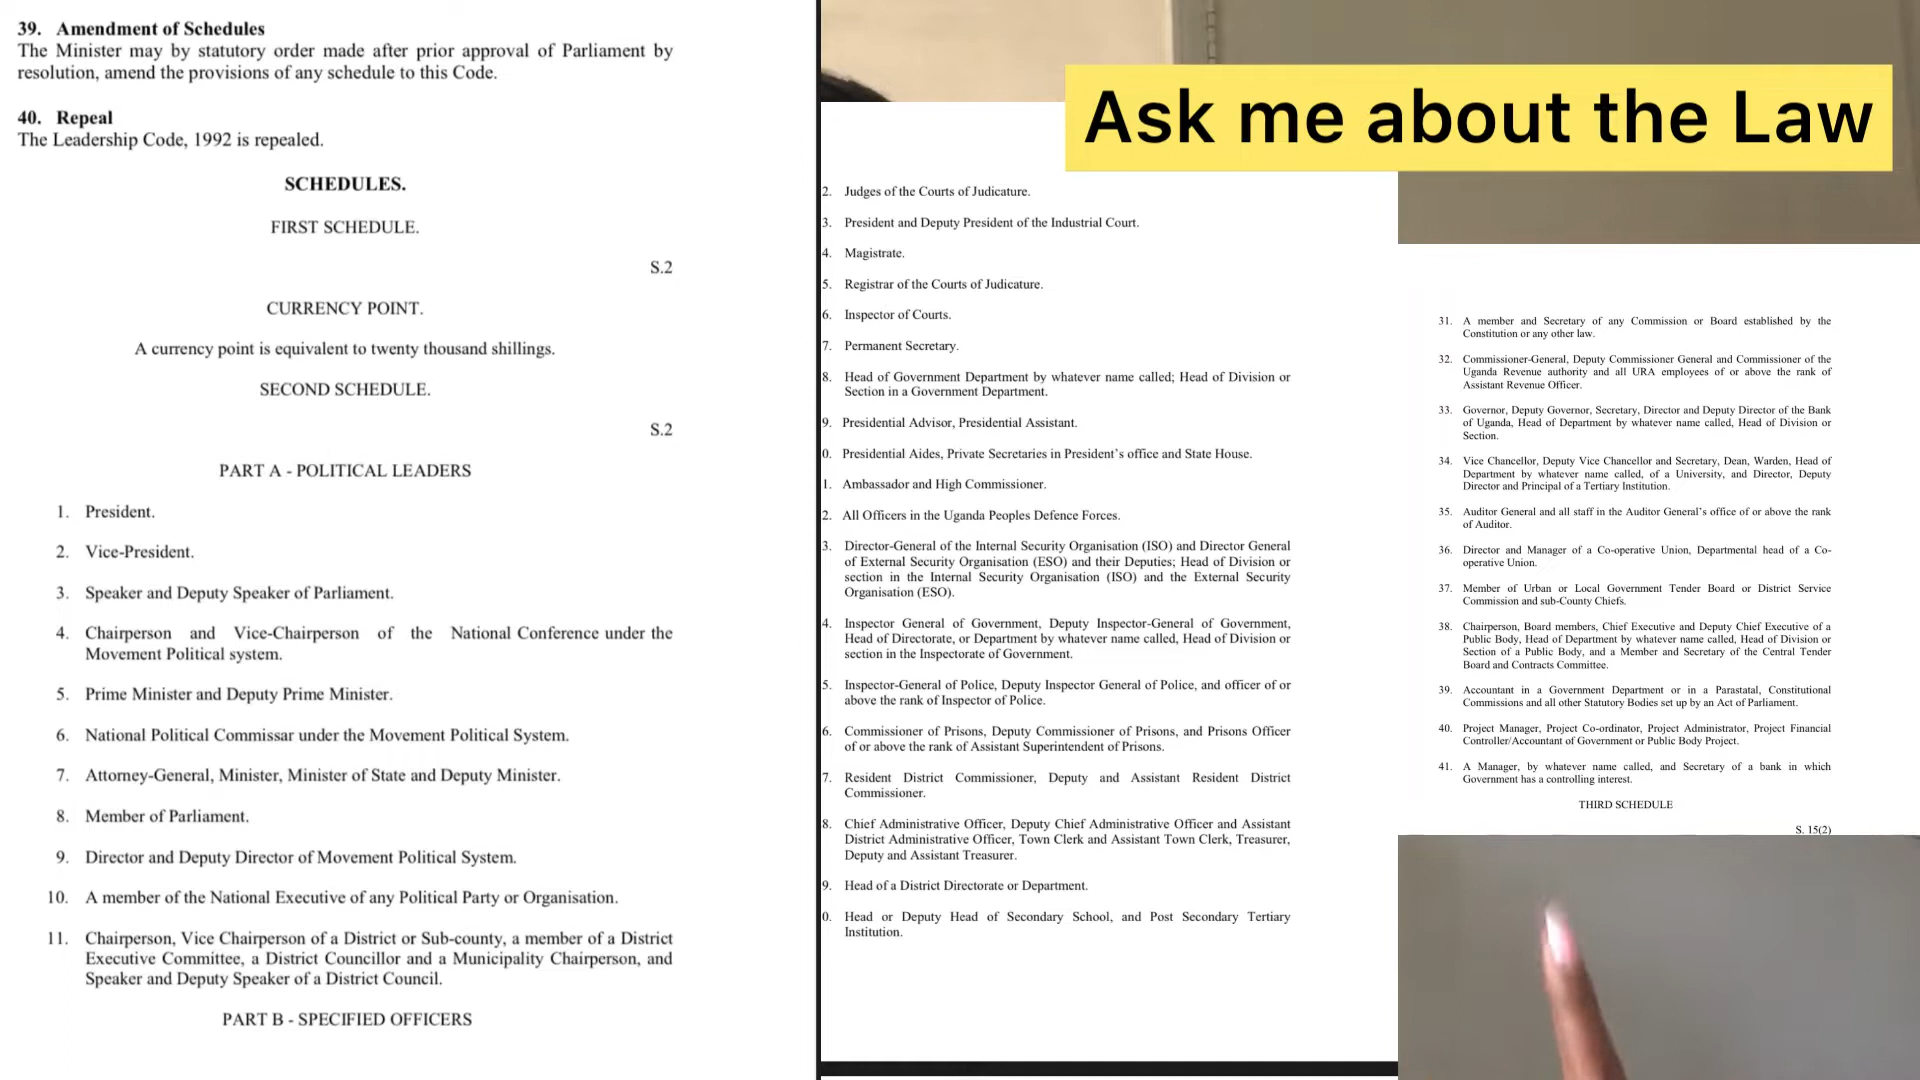 39. Amendment of Schedules
The Minister may by statutory order made after prior approval of Parliament by
resolution, amend the provisions of any schedule to this Code.
40. Repeal
The Leadership Code, 1992 is repealed.
SCHEDULES.
FIRST SCHEDULE.
S.2
CURRENCY POINT.
A currency point is equivalent to twenty thousand shillings.
SECOND SCHEDULE.
S.2
PART A - POLITICAL LEADERS
1. President.
2. Vice-President.
3. Speaker and Deputy Speaker of Parliament.
4. Chairperson and Vice-Chairperson of the National Conference under the
Movement Political system.
5. Prime Minister and Deputy Prime Minister.
6. National Political Commissar under the Movement Political System.
7. Attorney-General, Minister, Minister of State and Deputy Minister.
8. Member of Parliament.
9. Director and Deputy Director of Movement Political System.
10. A member of the National Executive of any Political Party or Organisation.
11. Chairperson, Vice Chairperson of a District or Sub-county, a member of a District
Executive Committee, a District Councillor and a Municipality Chairperson, and
Speaker and Deputy Speaker of a District Council.
PART B - SPECIFIED OFFICERS
Ask me about the Law
2. Judges of the Courts of Judicature.
3. President and Deputy President of the Industrial Court.
4. Magistrate.
5. Registrar of the Courts of Judicature.
6. Inspector of Courts.
7. Permanent Secretary.
8. Head of Government Department by whatever name called; Head of Division or
Section in a Government Department.
9. Presidential Advisor, Presidential Assistant.
0. Presidential Aides, Private Secretaries in President's office and State House.
1. Ambassador and High Commissioner.
2. All Officers in the Uganda Peoples Defence Forces.
3. Director-General of the Internal Security Organisation (ISO) and Director General
of External Security Organisation (ESO) and their Deputies; Head of Division or
section in the Internal Security Organisation (ISO) and the External Security
Organisation (ESO).
4. Inspector General of Government, Deputy Inspector-General of Government,
Head of Directorate, or Department by whatever name called, Head of Division or
section in the Inspectorate of Government.
5. Inspector-General of Police, Deputy Inspector General of Police, and officer of or
above the rank of Inspector of Police.
6. Commissioner of Prisons, Deputy Commissioner of Prisons, and Prisons Officer
of or above the rank of Assistant Superintendent of Prisons.
7. Resident District Commissioner, Deputy and Assistant Resident District
Commissioner.
8. Chief Administrative Officer, Deputy Chief Administrative Officer and Assistant
District Administrative Officer, Town Clerk and Assistant Town Clerk, Treasurer,
Deputy and Assistant Treasurer.
9. Head of a District Directorate or Department.
0. Head or Deputy Head of Secondary School, and Post Secondary Tertiary
Institution.
31. A member and Secretary of any Commission or Board established by the
Constitution or any other law.
32. Commissioner-General, Deputy Commissioner General and Commissioner of the
Uganda Revenue authority and all URA employees of or above the rank of
Assistant Revenue Officer.
33. Governor, Deputy Governor, Secretary, Director and Deputy Director of the Bank
of Uganda, Head of Department by whatever name called, Head of Division or
Section.
34. Vice Chancellor, Deputy Vice Chancellor and Secretary, Dean, Warden, Head of
Department by whatever name called, of a University, and Director, Deputy
Director and Principal of a Tertiary Institution.
35. Auditor General and all staff in the Auditor General's office of or above the rank
of Auditor.
36. Director and Manager of a Co-operative Union, Departmental head of a Co-
operative Union.
37. Member of Urban or Local Government Tender Board or District Service
Commission and sub-County Chiefs.
38. Chairperson, Board members, Chief Executive and Deputy Chief Executive of a
Public Body, Head of Department by whatever name called, Head of Division or
Section of a Public Body, and a Member and Secretary of the Central Tender
Board and Contracts Committee.
39. Accountant in a Government Department or in a Parastatal, Constitutional
Commissions and all other Statutory Bodies set up by an Act of Parliament.
40. Project Manager, Project Co-ordinator, Project Administrator, Project Financial
Controller/Accountant of Government or Public Body Project.
41. A Manager, by whatever name called, and Secretary of a bank in which
Government has a controlling interest.
THIRD SCHEDULE
S. 15(2)